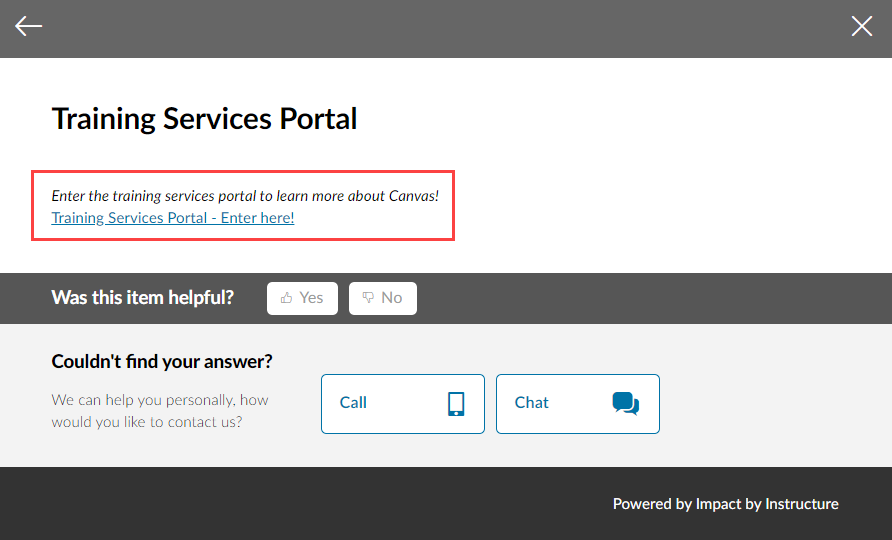 Training Services Portal
Enter the training services portal to learn more about Canvas!
Training Services Portal - Enter here!
Was this item helpful?
Yes
No
Couldn't find your answer?
We can help you personally, how
would you like to contact us?
Call
Chat
Powered by Impact by Instructure